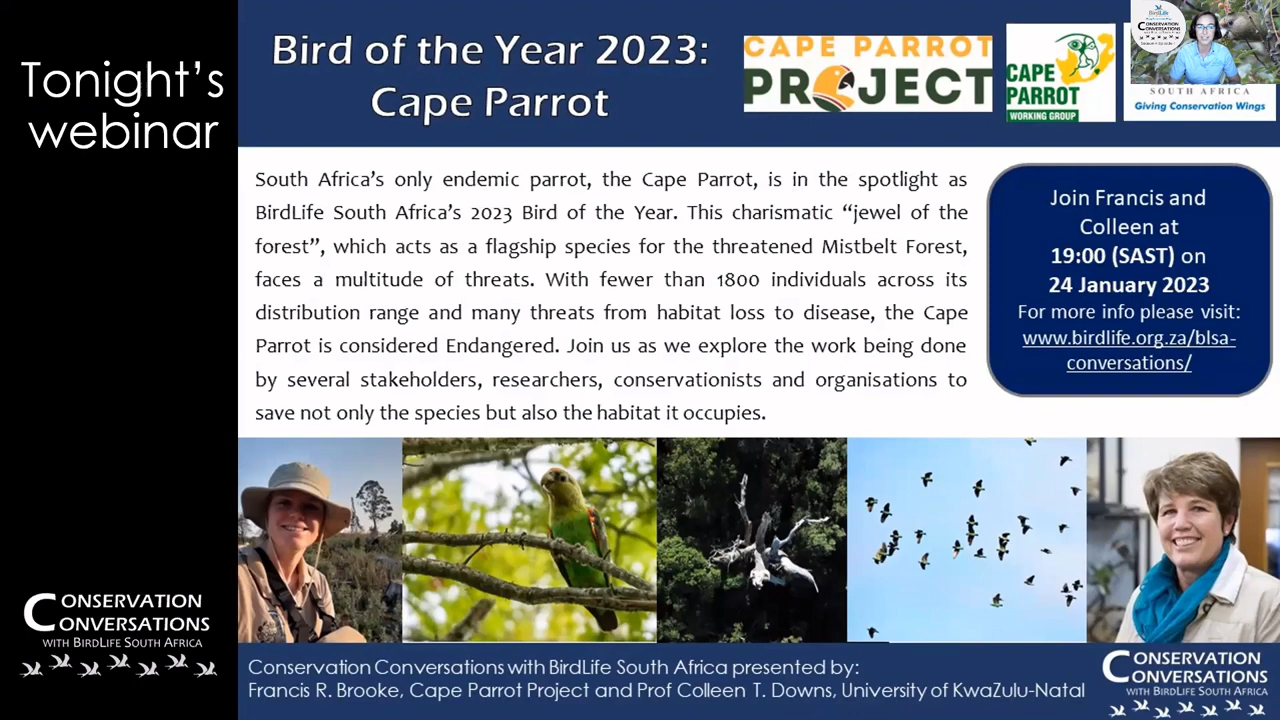 Tonight's
webinar
Bird of the Year 2023:
Cape Parrot
CAPE PARROT
PROJECT
CAPE
PARROT
WORKING GROUP
BirdLife
CONSERVATION
CONVERSATIONS
SOUTH AFRICA
Giving Conservation Wings
South Africa's only endemic parrot, the Cape Parrot, is in the spotlight as
BirdLife South Africa's 2023 Bird of the Year. This charismatic "jewel of the
forest", which acts as a flagship species for the threatened Mistbelt Forest,
faces a multitude of threats. With fewer than 1800 individuals across its
distribution range and many threats from habitat loss to disease, the Cape
Parrot is considered Endangered. Join us as we explore the work being done
by several stakeholders, researchers, conservationists and organisations to
save not only the species but also the habitat it occupies.
Join Francis and
Colleen at
19:00 (SAST) on
24 January 2023
For more info please visit:
www.birdlife.org.za/blsa-
conversations/
CONSERVATION
CONVERSATIONS
WITH BIRDLIFE SOUTH AFRICA
Conservation Conversations with BirdLife South Africa presented by:
Francis R. Brooke, Cape Parrot Project and Prof Colleen T. Downs, University of KwaZulu-Natal
CONSERVATION
CONVERSATIONS
WITH BIRDLIFE SOUTH AFRICA